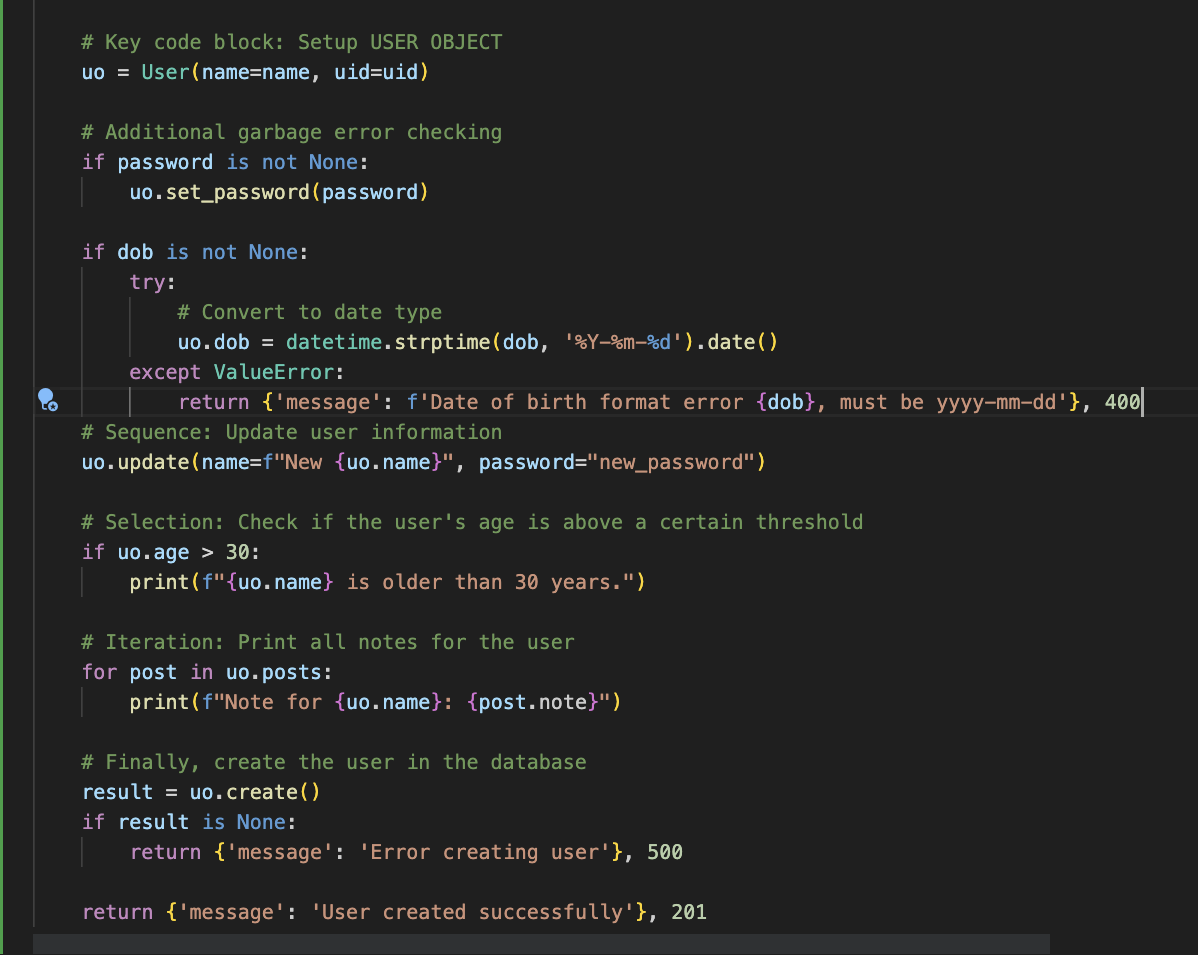 # Key code block: Setup USER OBJECT
uo = User(name=name, uid=uid)
# Additional garbage error checking
if password is not None:
uo.set_password(password)
if dob is not None:
try:
# Convert to date type
uo.dob = datetime.strptime(dob, '%Y-%m-%d').date()
except ValueError:
return {'message': f'Date of birth format error {dob}, must be yyyy-mm-dd'}, 400
# Sequence: Update user information
uo.update(name=f"New {uo.name}", password="new_password")
# Selection: Check if the user's age is above a certain threshold
if uo.age > 30:
print(f"{uo.name} is older than 30 years.")
# Iteration: Print all notes for the user
for post in uo.posts:
print(f"Note for {uo.name}: {post.note}")
# Finally, create the user in the database
result = uo.create()
if result is None:
return {'message': 'Error creating user'}, 500
return {'message': 'User created successfully'}, 201